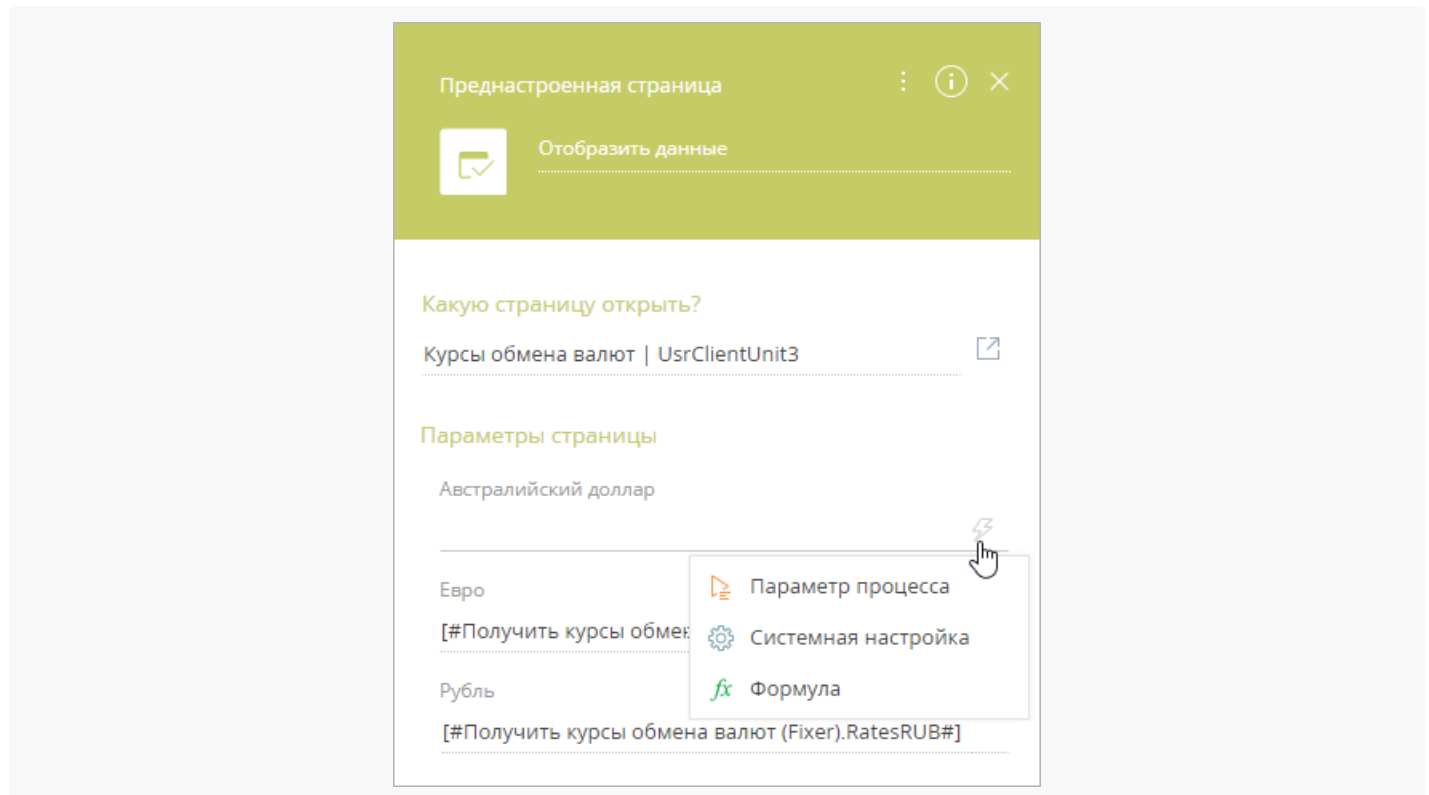 Преднастроенная страница
Отобразить данные
Какую страницу открыть?
Курсы обмена валют | UsrClientUnit3
Параметры страницы
Австралийский доллар
Евро
[#Получить курсы обмен
Параметр процесса
Системная настройка
fx Формула
Рубль
[#Получить курсы обмена валют (Fixer).RatesRUB#]